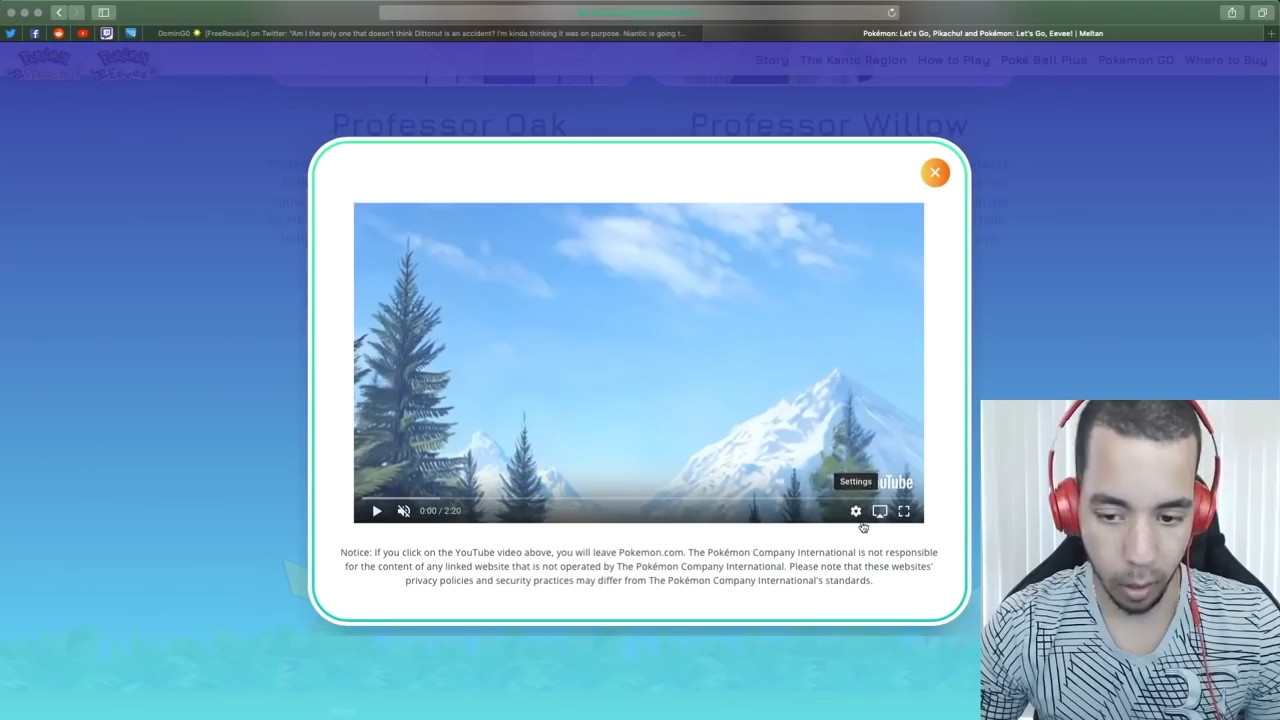 DominG0 ☀ [FreeRevalic] on Twitter: "Am I the only one that doesn't think Dittonut is an accident? I'm kinda thinking it was on purpose. Niantic is going t...
Pokémon: Let's Go, Pikachu! and Pokémon: Let's Go, Eevee! | Meltan
Story The Kanto Region How to Play Poké Ball Plus Pokémon GO Where to Buy
Professor Oak
Professor Willow
Settings
uTube
0:00 / 2:20
Notice: If you click on the YouTube video above, you will leave Pokemon.com. The Pokémon Company International is not responsible
for the content of any linked website that is not operated by The Pokémon Company International. Please note that these websites'
privacy policies and security practices may differ from The Pokémon Company International's standards.